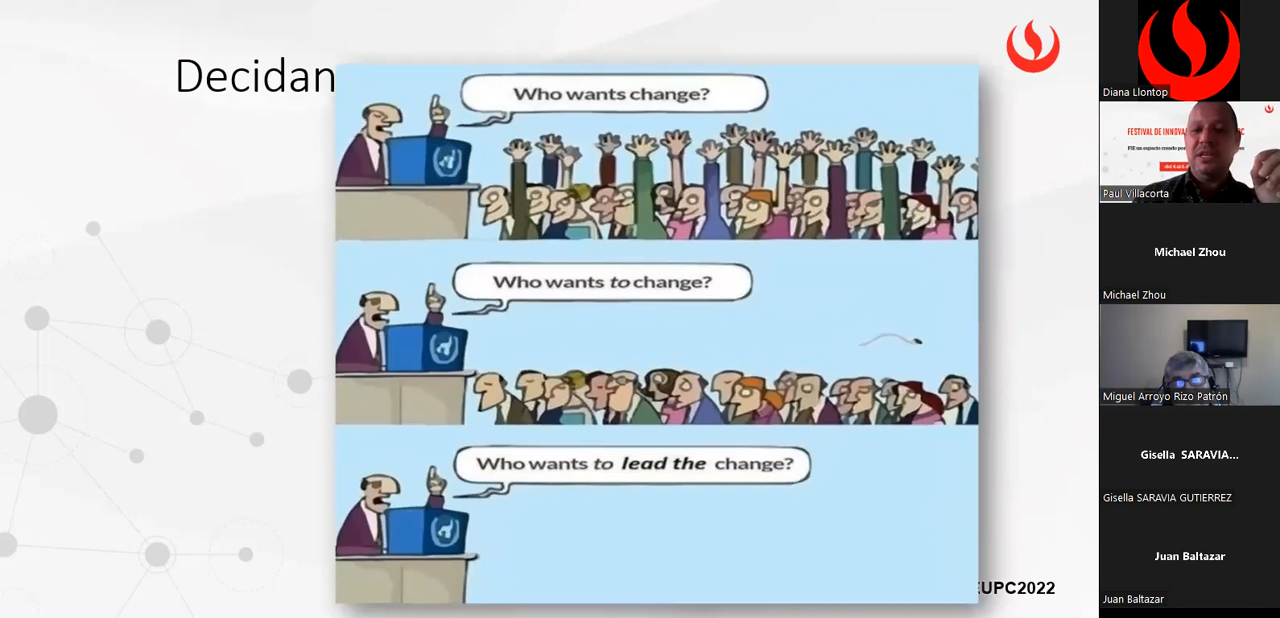 Decidan
Who wants change?
Who wants to change?
Who wants to lead the change?
UPC2022
Diana Llontop
FESTIVAL DE INNOVA
Paul Villacorta
Michael Zhou
Michael Zhou
Miguel Arroyo Rizo Patrón
Gisella SARAVIA...
Gisella SARAVIA GUTIERREZ
Juan Baltazar
Juan Baltazar